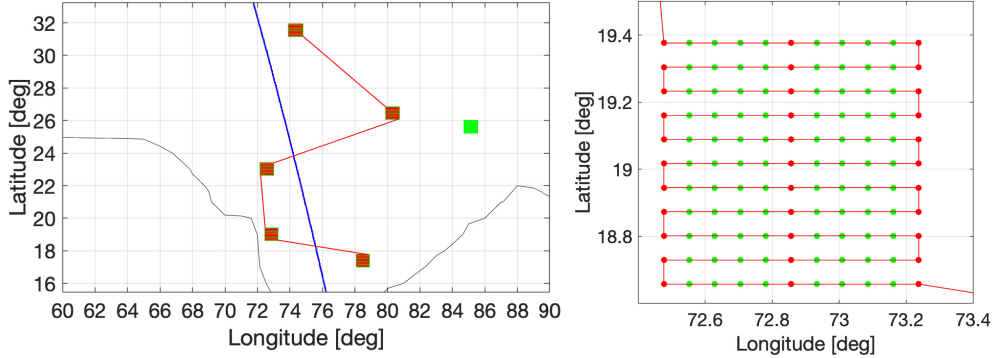 32
30
28
26
24
22
20
18
16
60 62 64 66 68 70 72 74 76 78 80 82 84 86 88 90
Longitude [deg]
Latitude [deg]
19.4
19.2
19
18.8
72.6 72.8 73 73.2 73.4
Longitude [deg]
Latitude [deg]